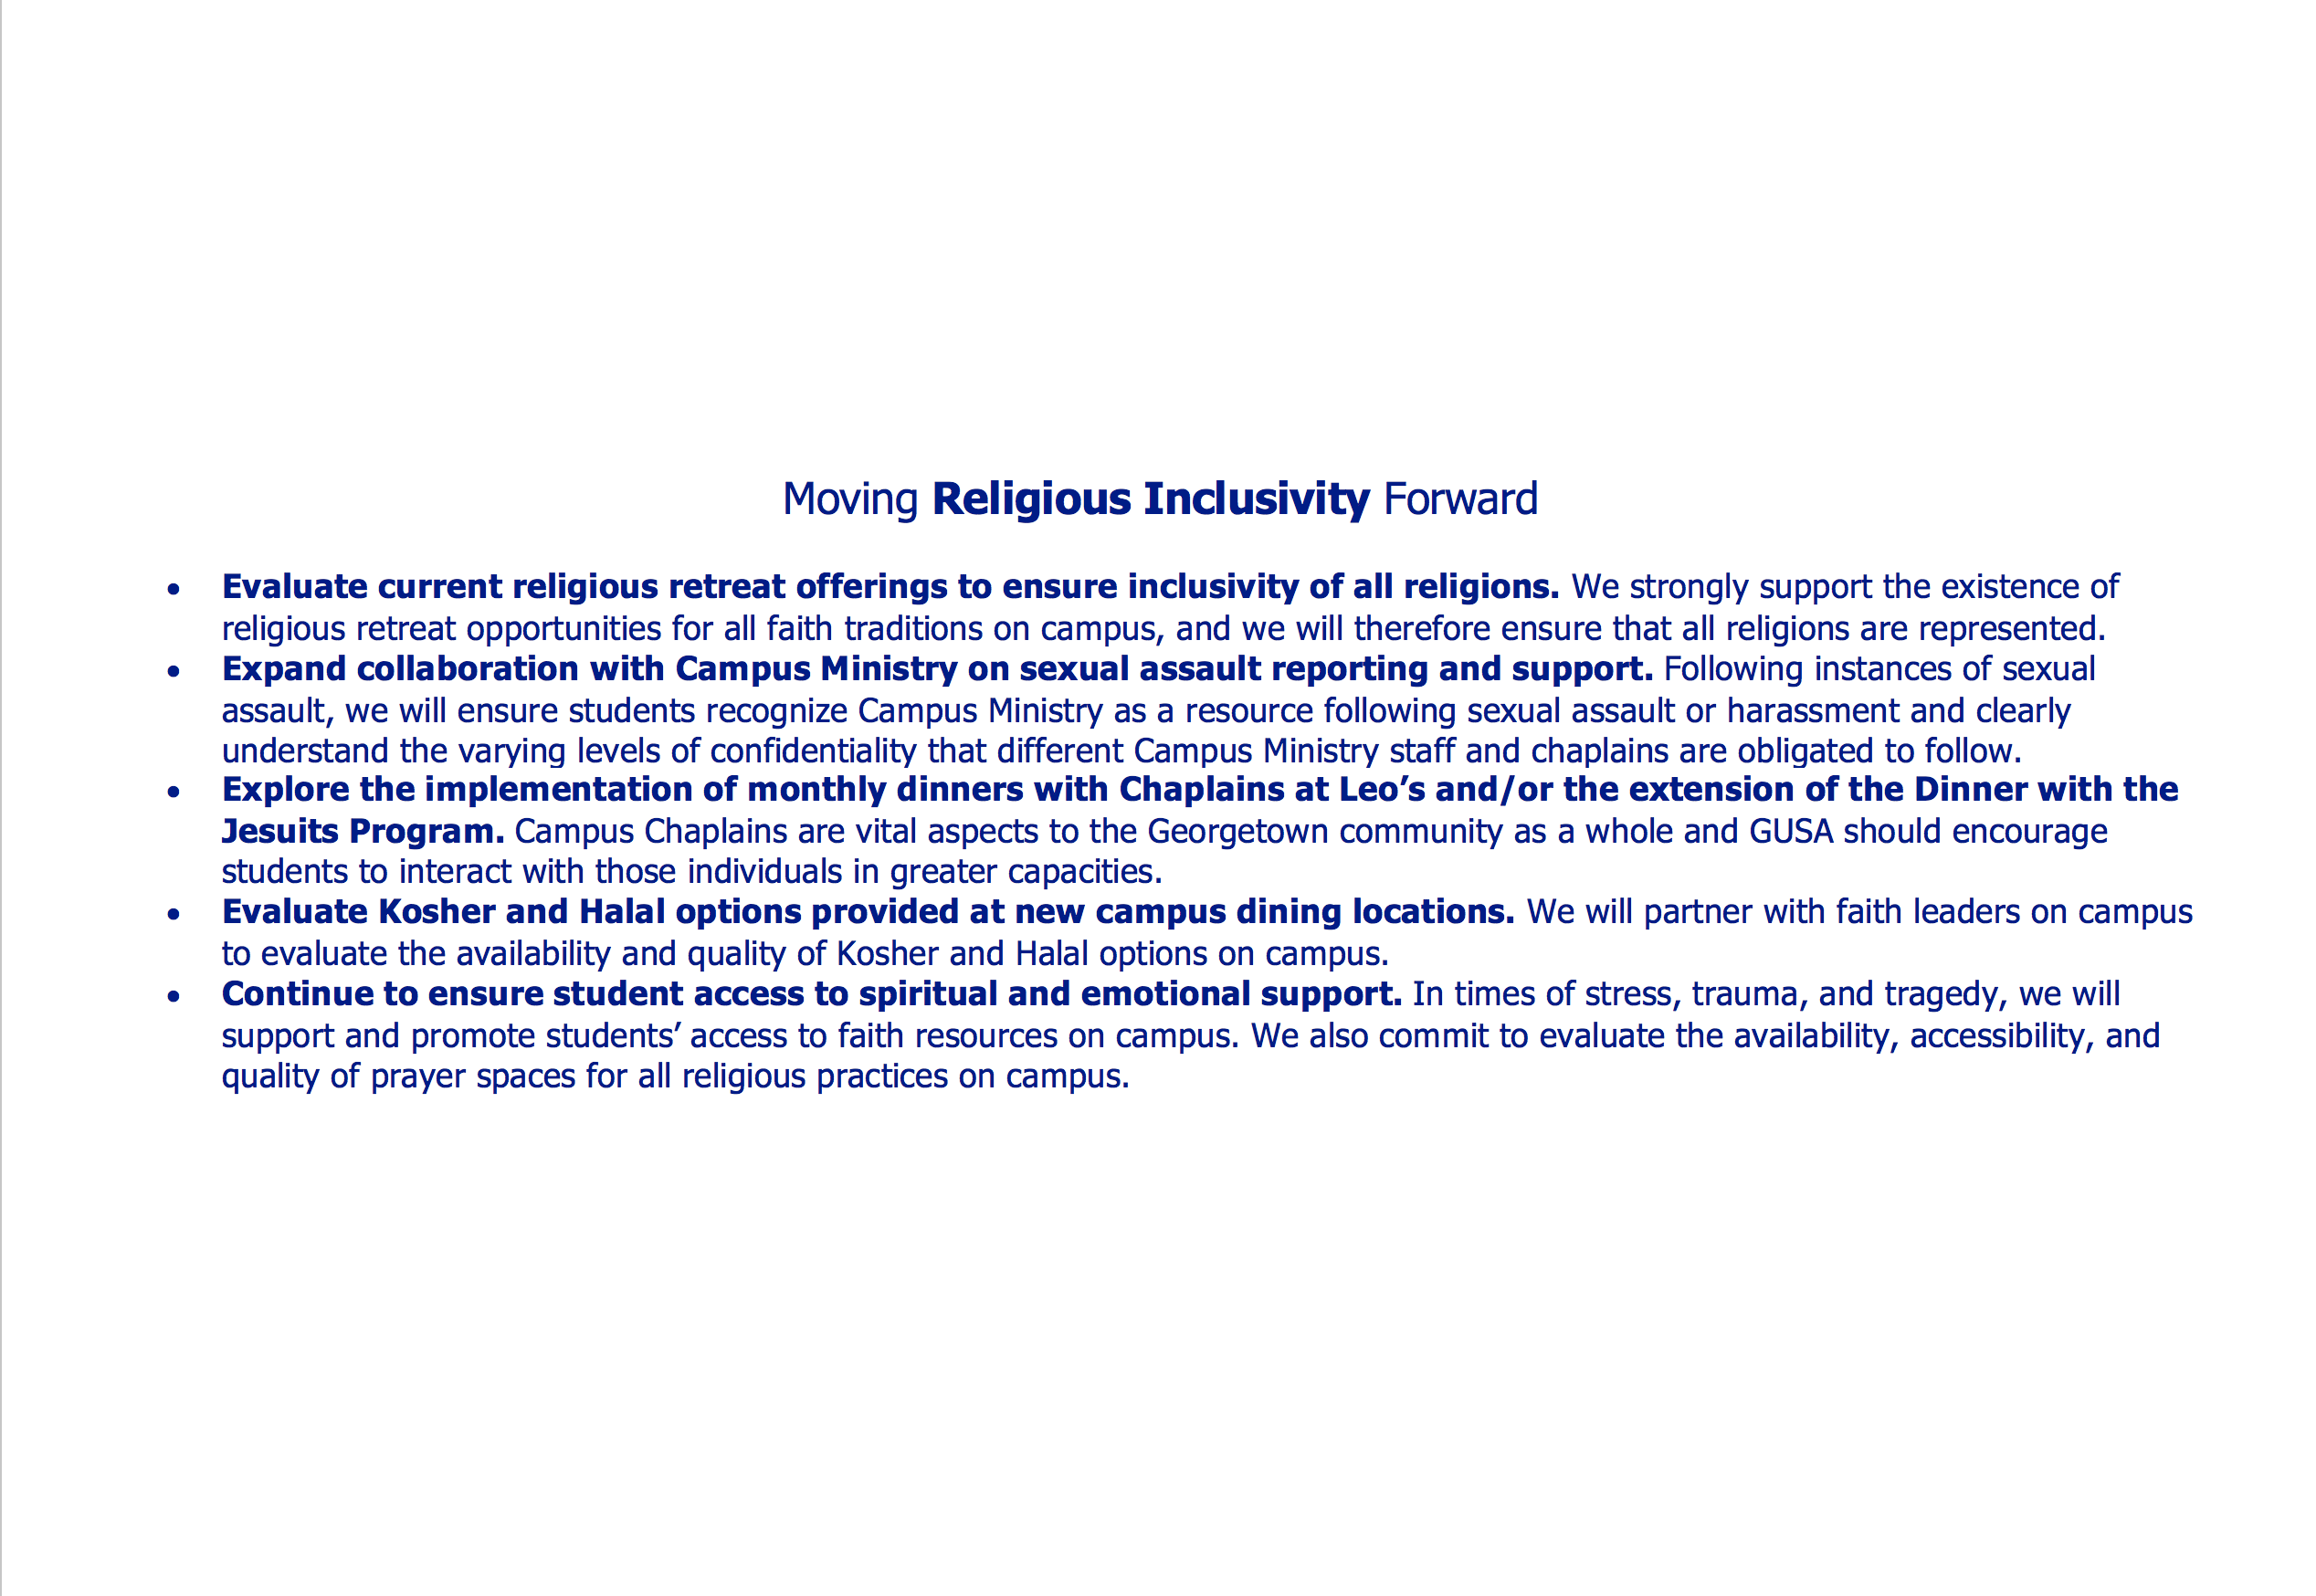 Moving Religious Inclusivity Forward
• Evaluate current religious retreat offerings to ensure inclusivity of all religions. We strongly support the existence of
religious retreat opportunities for all faith traditions on campus, and we will therefore ensure that all religions are represented.
• Expand collaboration with Campus Ministry on sexual assault reporting and support. Following instances of sexual
assault, we will ensure students recognize Campus Ministry as a resource following sexual assault or harassment and clearly
understand the varying levels of confidentiality that different Campus Ministry staff and chaplains are obligated to follow.
• Explore the implementation of monthly dinners with Chaplains at Leo’s and/or the extension of the Dinner with the
Jesuits Program. Campus Chaplains are vital aspects to the Georgetown community as a whole and GUSA should encourage
students to interact with those individuals in greater capacities.
• Evaluate Kosher and Halal options provided at new campus dining locations. We will partner with faith leaders on campus
to evaluate the availability and quality of Kosher and Halal options on campus.
• Continue to ensure student access to spiritual and emotional support. In times of stress, trauma, and tragedy, we will
support and promote students’ access to faith resources on campus. We also commit to evaluate the availability, accessibility, and
quality of prayer spaces for all religious practices on campus.